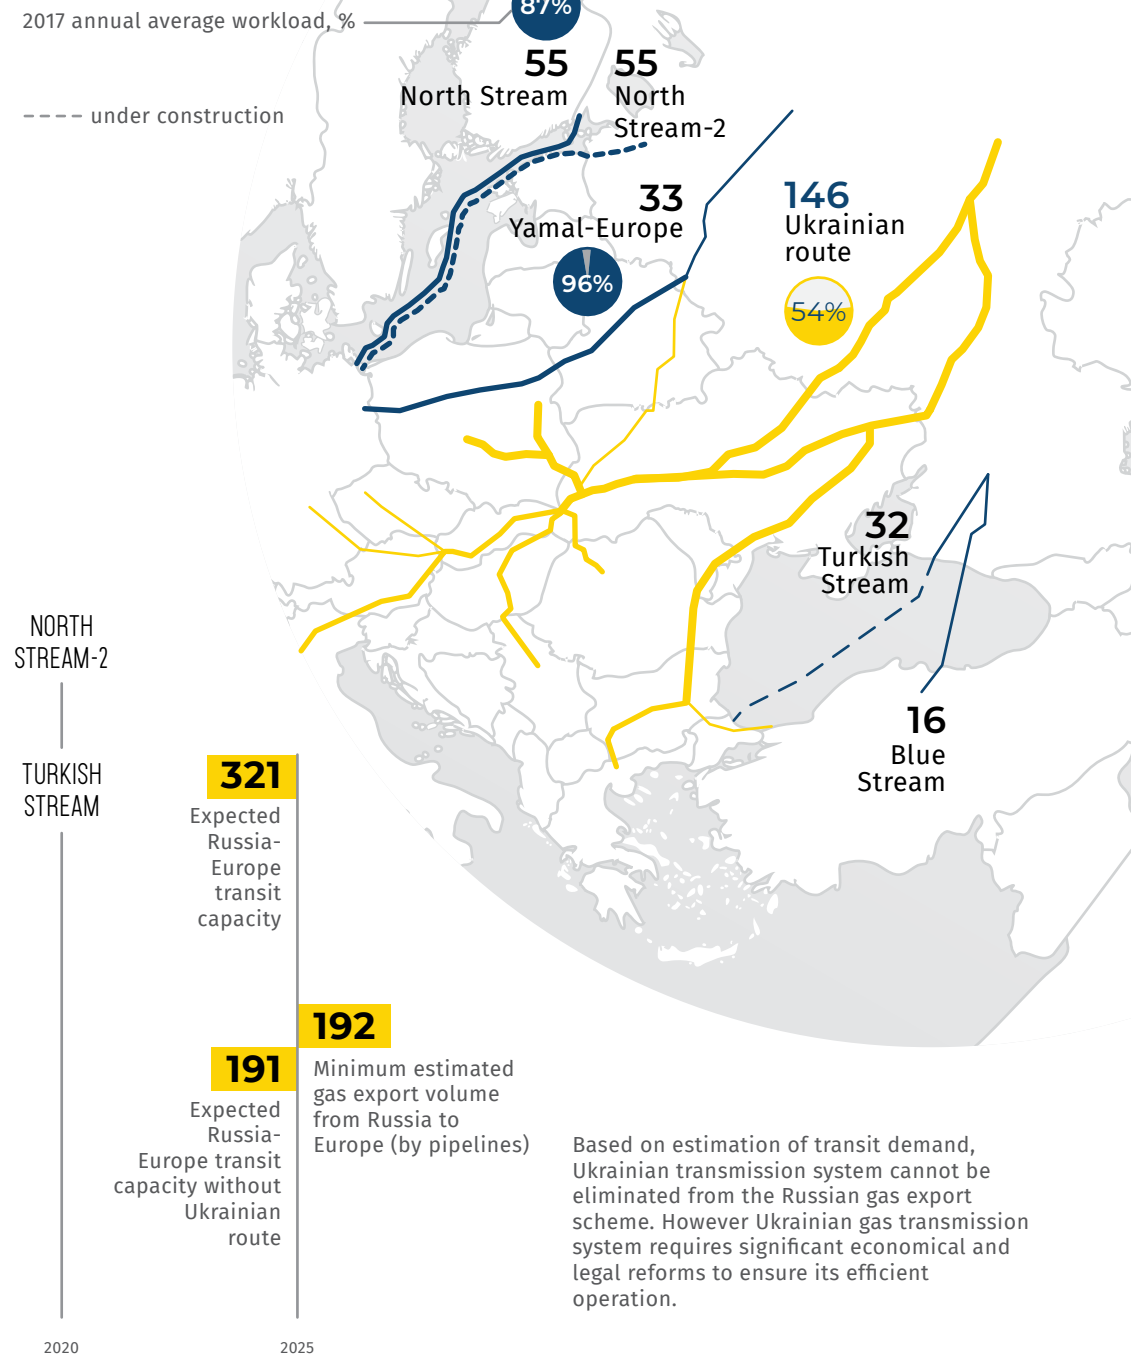 87%
2017 annual average workload, %
55
North Stream
55
North
Stream-2
under construction
33
Yamal-Europe
96%
146
Ukrainian
route
54%
32
Turkish
Stream
16
Blue
Stream
NORTH
STREAM-2
TURKISH
STREAM
321
Expected
Russia-
Europe
transit
capacity
192
Minimum estimated
gas export volume
from Russia to
Europe (by pipelines)
191
Expected
Russia-
Europe transit
capacity without
Ukrainian
route
Based on estimation of transit demand,
Ukrainian transmission system cannot be
eliminated from the Russian gas export
scheme. However Ukrainian gas transmission
system requires significant economical and
legal reforms to ensure its efficient
operation.
2020
2025